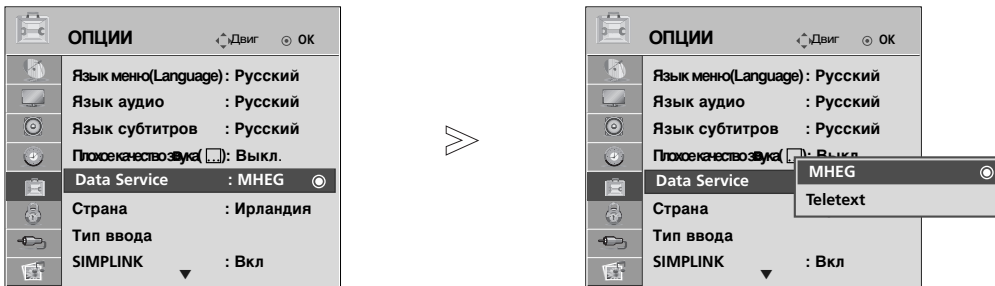 ОПЦИИ Двиг OK
Язык меню(Language) : Русский
Язык аудио : Русский
Язык субтитров : Русский
Плохое качество звука( ): Выкл.
Data Service : MHEG
Страна : Ирландия
Тип ввода
SIMPLINK : Вкл
ОПЦИИ Двиг OK
Язык меню(Language) : Русский
Язык аудио : Русский
Язык субтитров : Русский
Плохое качество звука( ): Выкл
Data Service MHEG
Teletext
Страна
Тип ввода
SIMPLINK : Вкл